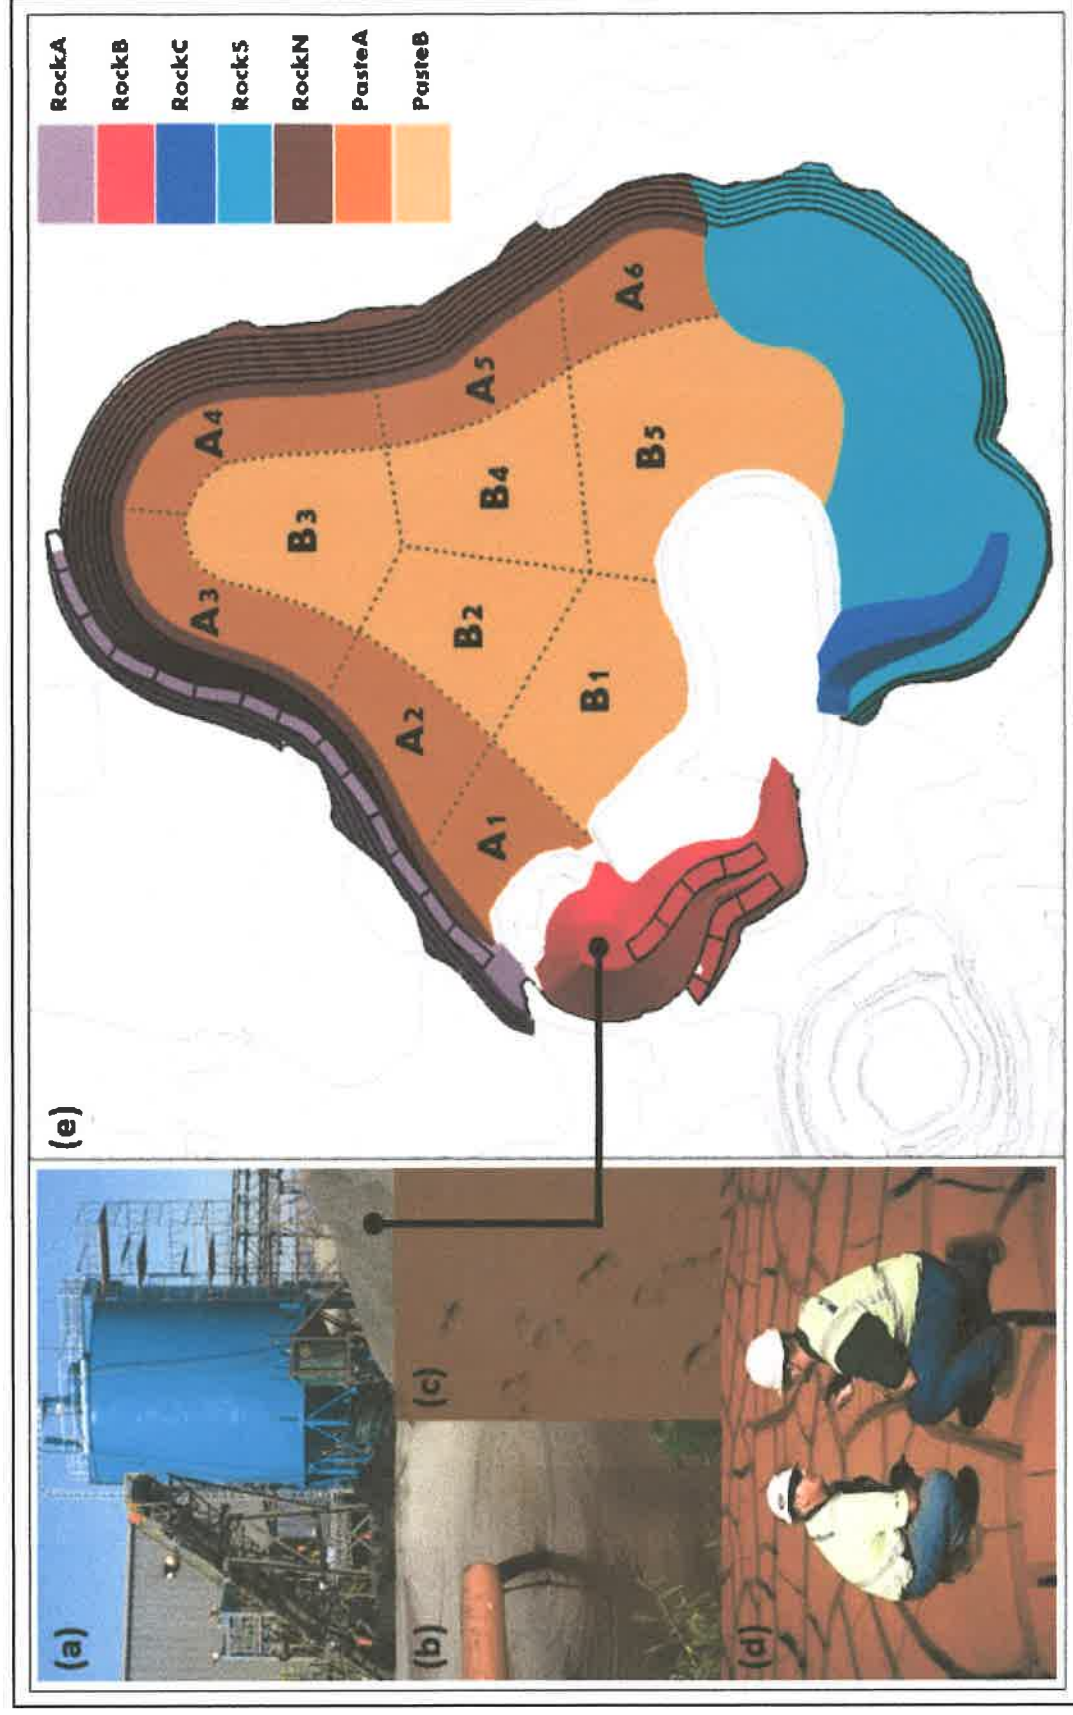 (a)
(b)
(c)
(d)
(e)
RockA
RockB
RockC
RockS
RockN
PasteA
PasteB
A1
A2
A3
A4
A5
A6
B1
B2
B3
B4
B5